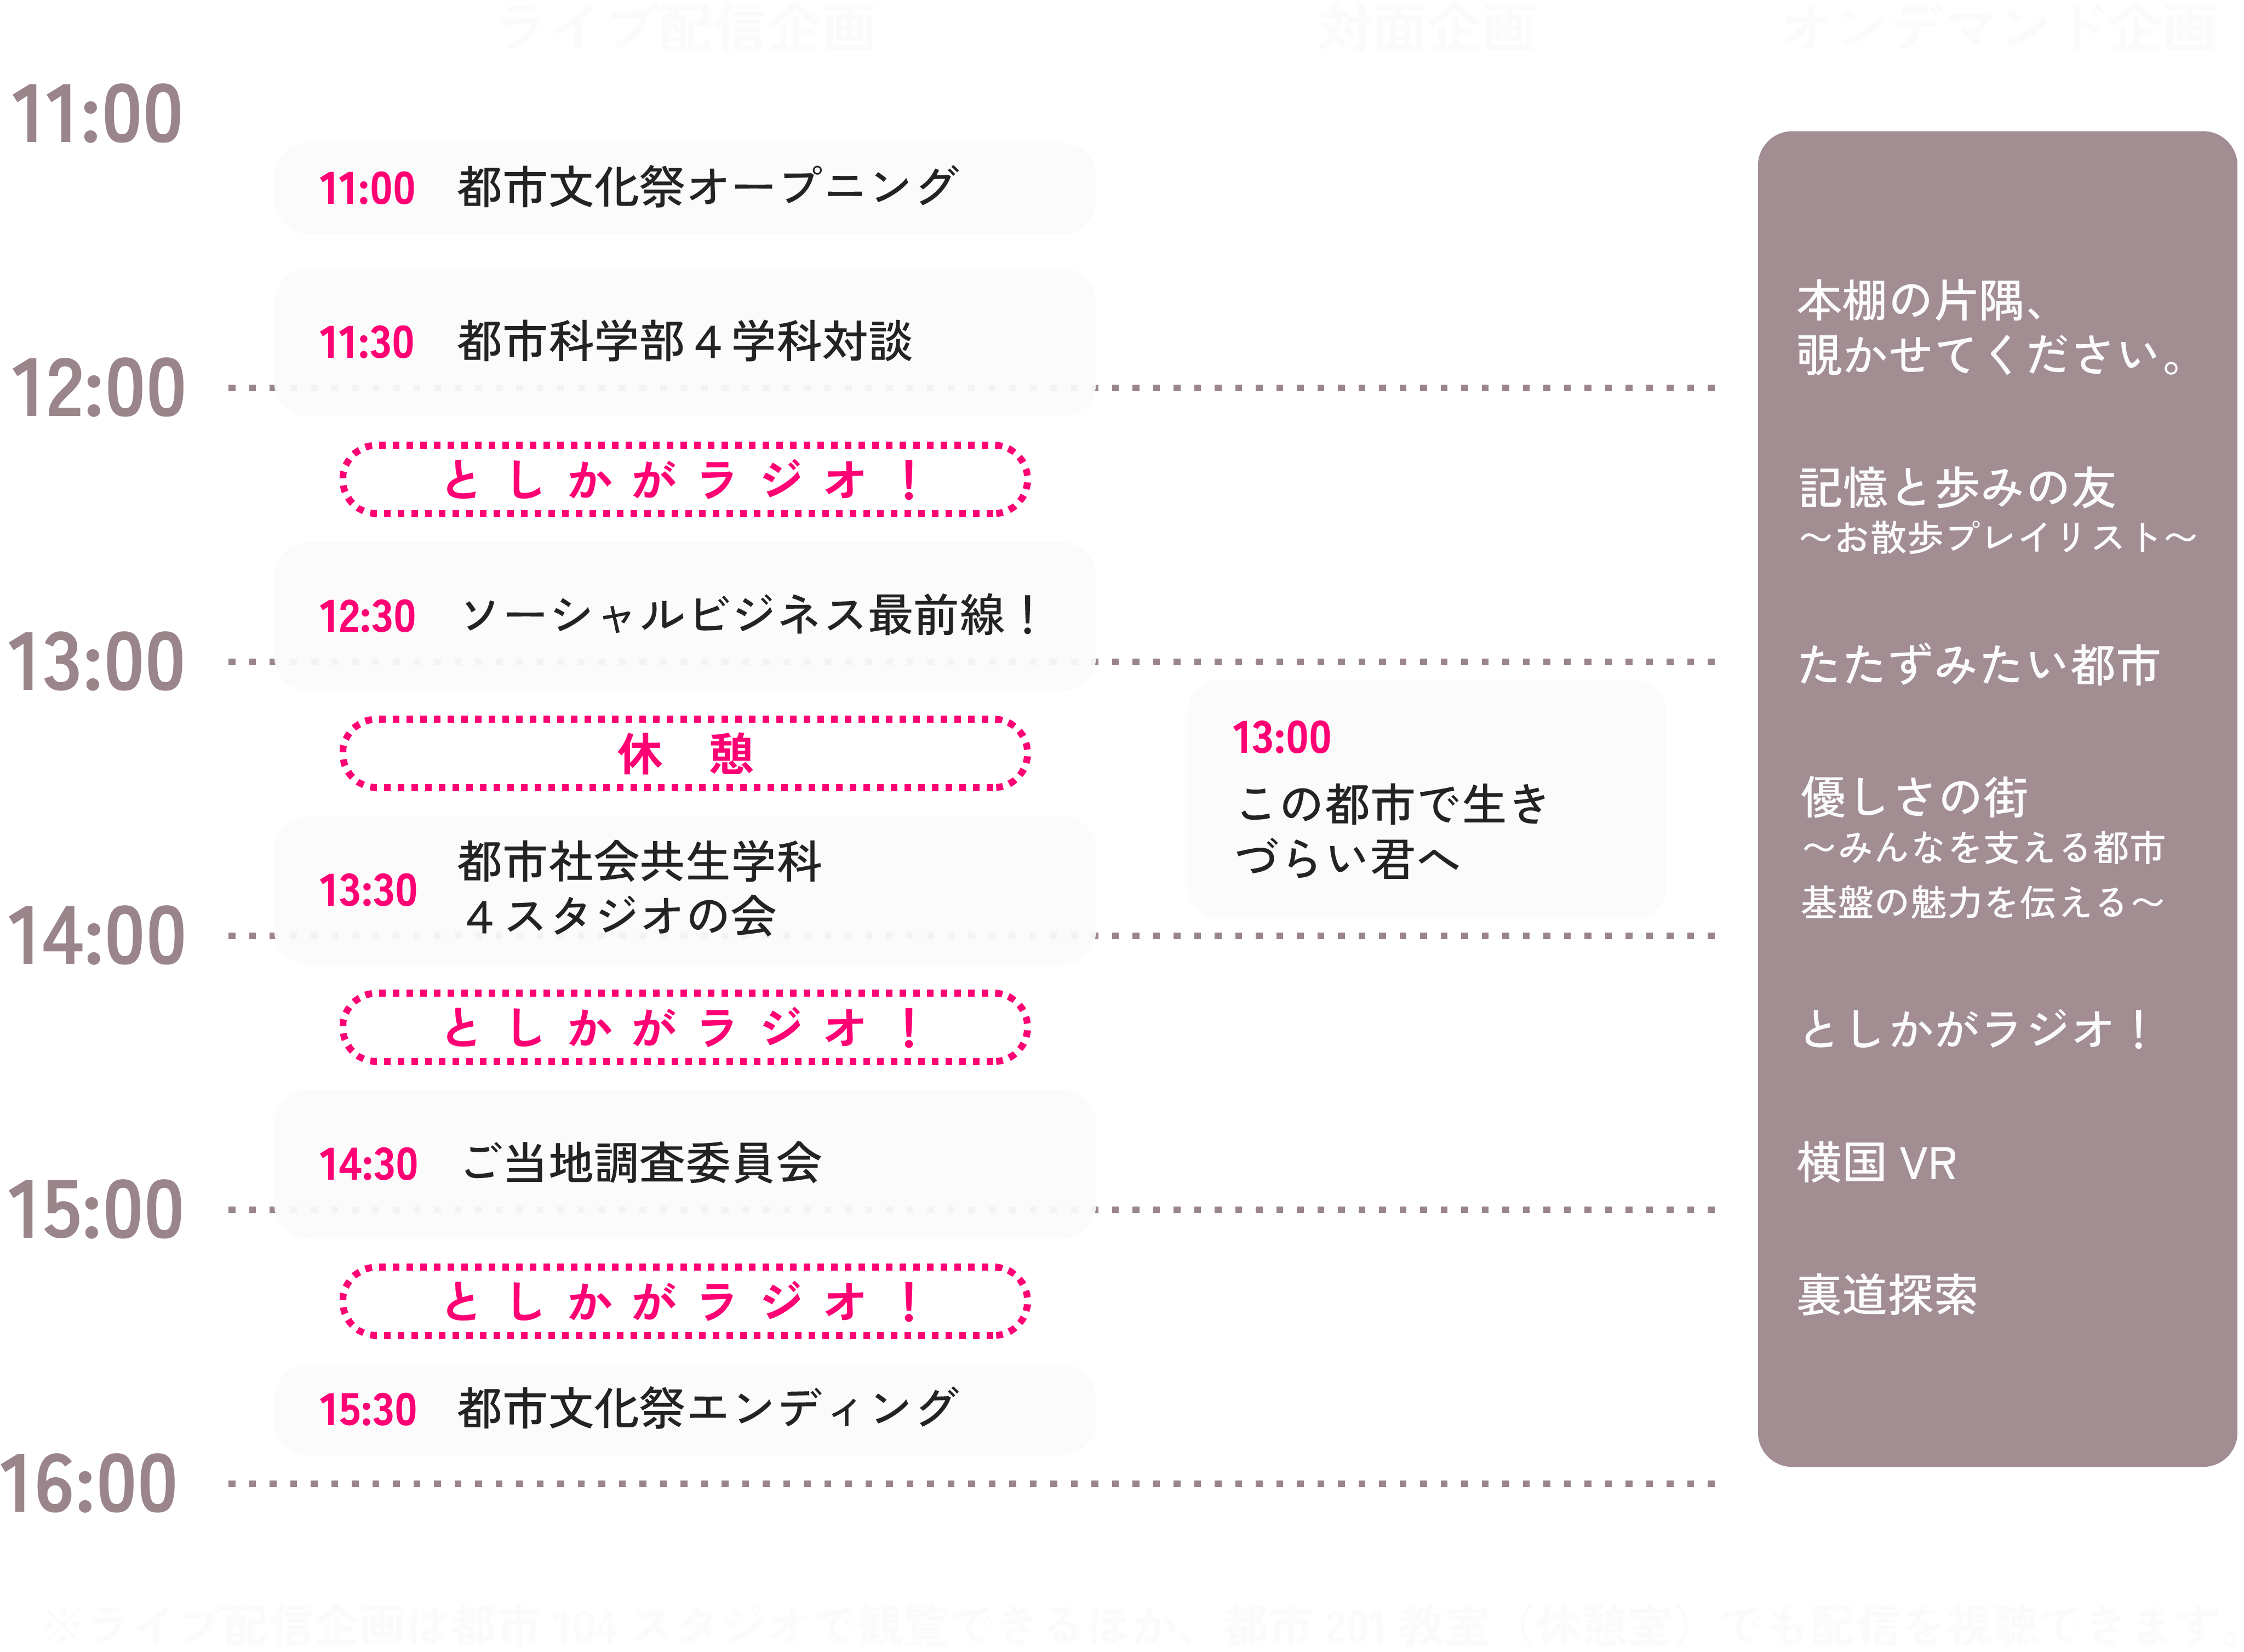 ライブ配信企画
対面企画
オンデマンド企画
11:00
11:00 都市文化祭オープニング
11:30 都市科学部４学科対談
12:00
としかがラジオ！
12:30 ソーシャルビジネス最前線！
13:00
休 憩
13:30 都市社会共生学科
４スタジオの会
14:00
としかがラジオ！
14:30 ご当地調査委員会
15:00
としかがラジオ！
15:30 都市文化祭エンディング
16:00
13:00
この都市で生き
づらい君へ
本棚の片隅、
覗かせてください。
記憶と歩みの友
〜お散歩プレイリスト〜
たたずみたい都市
優しさの街
〜みんなを支える都市
基盤の魅力を伝える〜
としかがラジオ！
横国 VR
裏道探索
※ライブ配信企画は都市 104 スタジオで観覧できるほか、都市 201 教室（休憩室）でも配信を視聴できます。